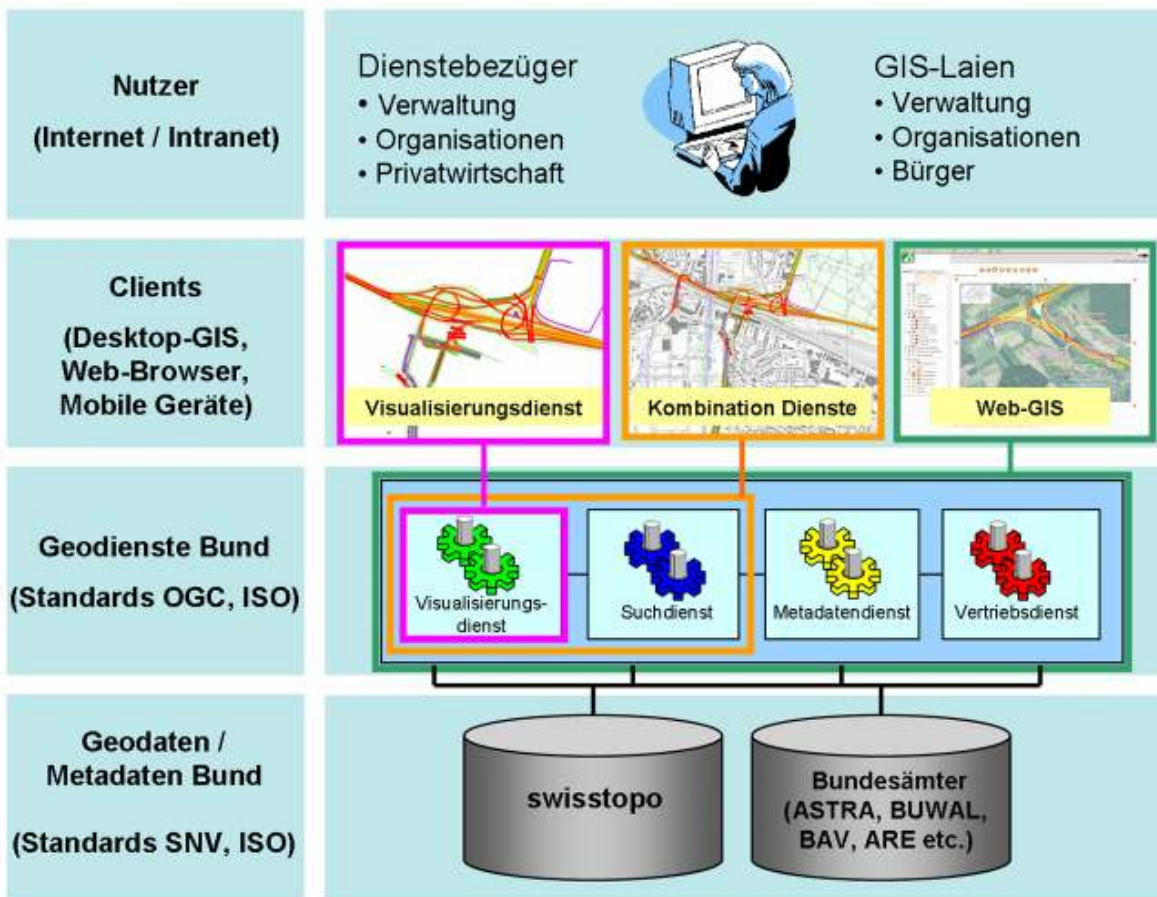 Nutzer
(Internet / Intranet)
Dienstebezüger
• Verwaltung
• Organisationen
• Privatwirtschaft
GIS-Laien
• Verwaltung
• Organisationen
• Bürger
Clients
(Desktop-GIS,
Web-Browser,
Mobile Geräte)
Visualisierungsdienst
Kombination Dienste
Web-GIS
Geodienste Bund
(Standards OGC, ISO)
Visualisierungs-
dienst
Suchdienst
Metadatendienst
Vertriebsdienst
Geodaten /
Metadaten Bund
(Standards SNV, ISO)
swisstopo
Bundesämter
(ASTRA, BUWAL,
BAV, ARE etc.)